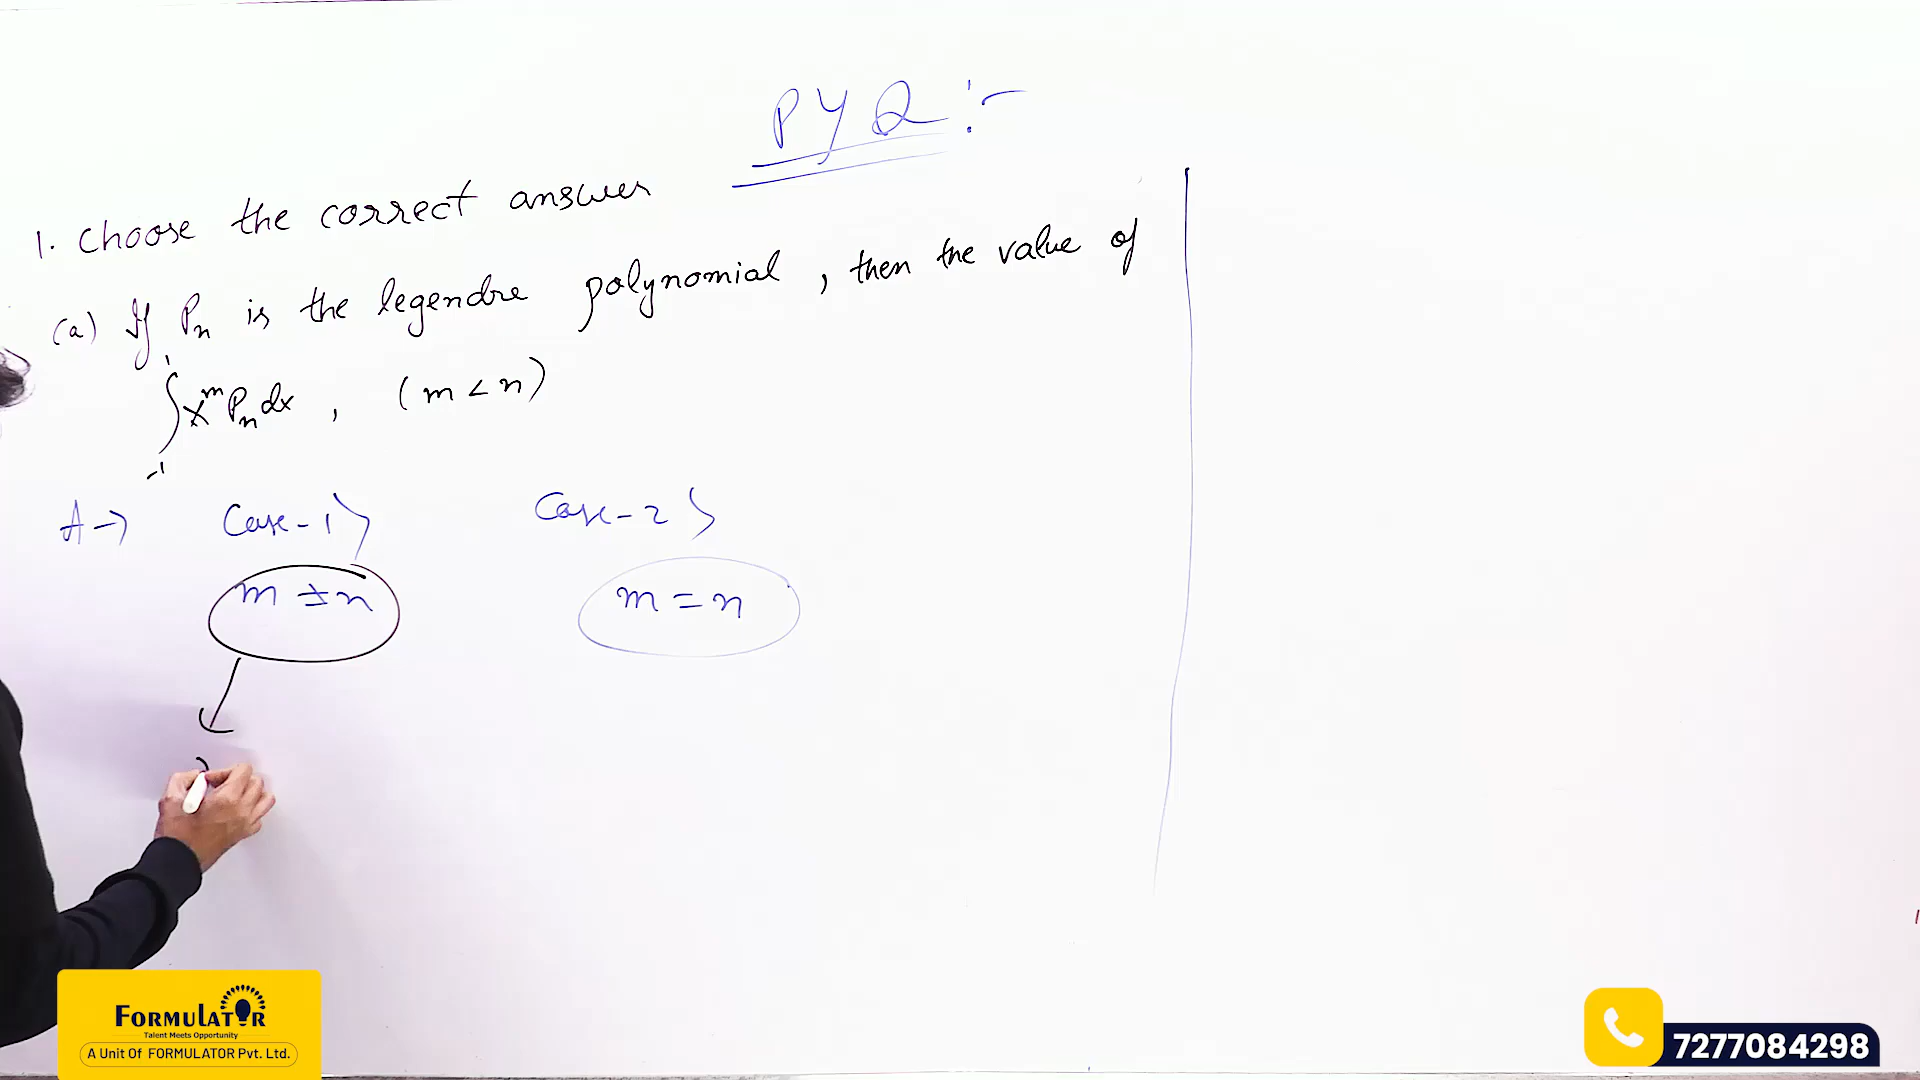 PYQ :-
1. Choose the correct answer
(a) If Pn is the legendre polynomial, then the value of
∫₋₁¹ x^m Pn dx , (m < n)
A → Case-1> Case-2>
m ≠ n m = n
FORMULATOR
Talent Meets Opportunity
A Unit Of FORMULATOR Pvt. Ltd.
7277084298